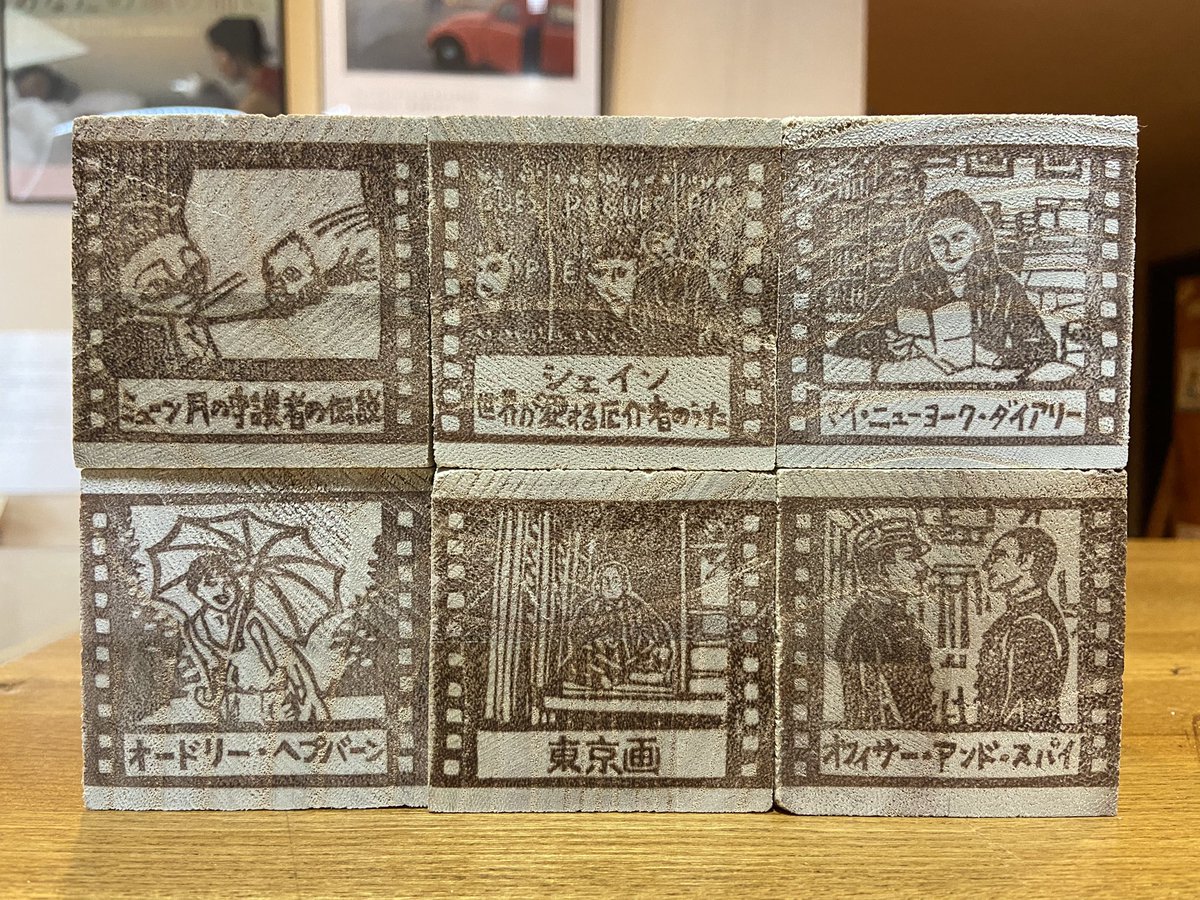 ミューン月の守護者の伝説
GUES POGUES
シェイン
世界が愛する厄介者のうた
マイ・ニューヨーク・ダイアリー
オードリー・ヘプバーン
東京画
オフィサー・アンド・スパイ